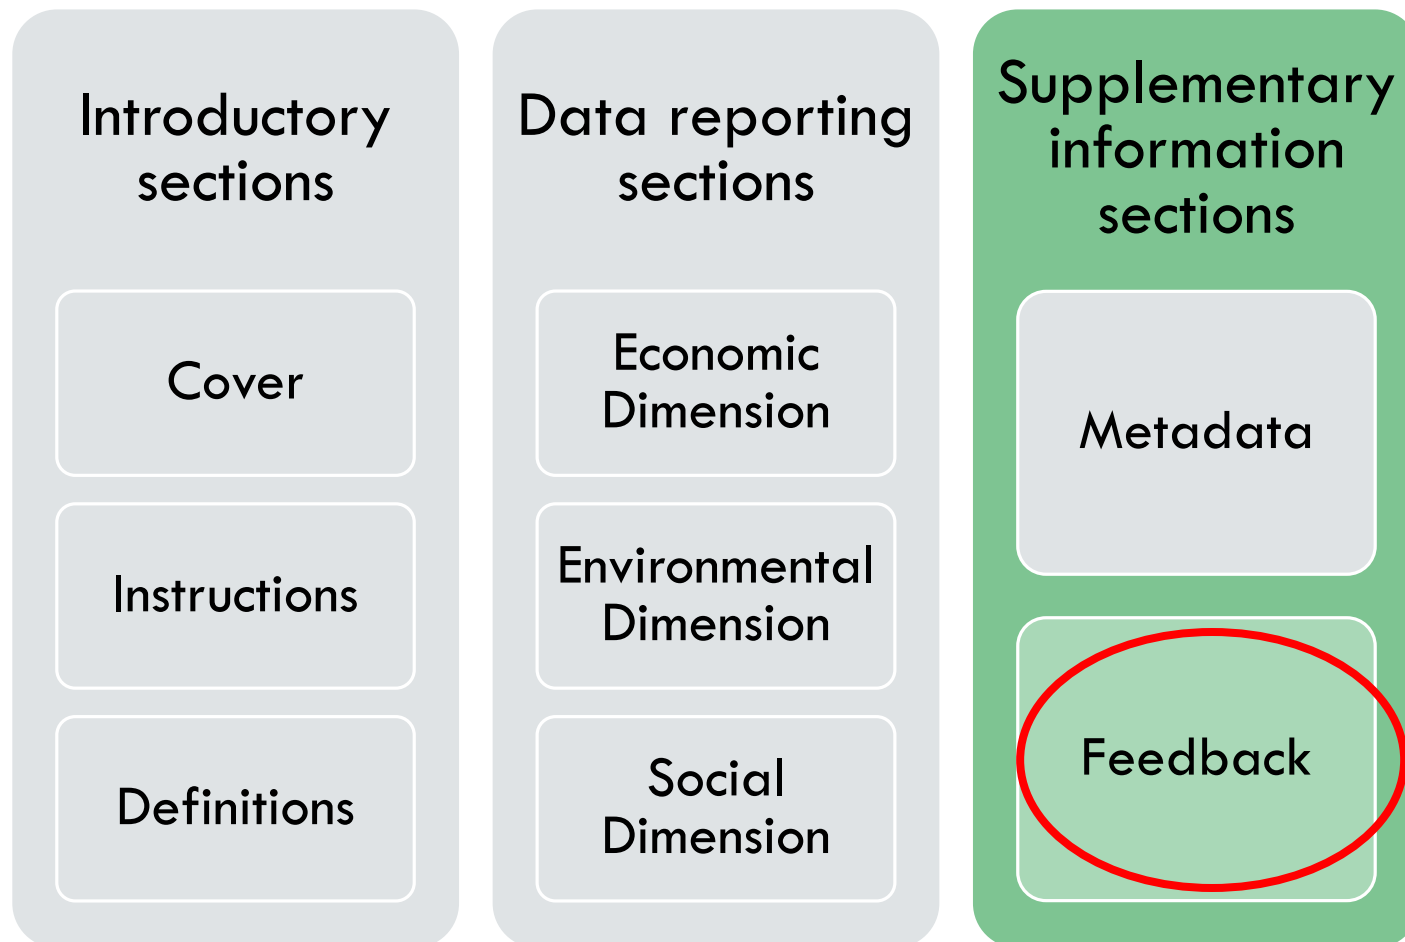 Introductory
sections
Cover
Instructions
Definitions
Data reporting
sections
Economic
Dimension
Environmental
Dimension
Social
Dimension
Supplementary
information
sections
Metadata
Feedback